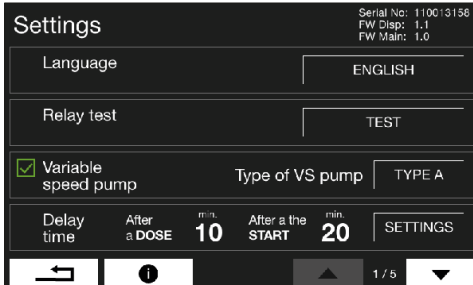 Settings
Serial No: 110013158
FW Disp: 1.1
FW Main: 1.0
Language
ENGLISH
Relay test
TEST
Variable
speed pump
Type of VS pump
TYPE A
Delay
time
After
a DOSE
min.
10
After a the
START
min.
20
SETTINGS
1/5